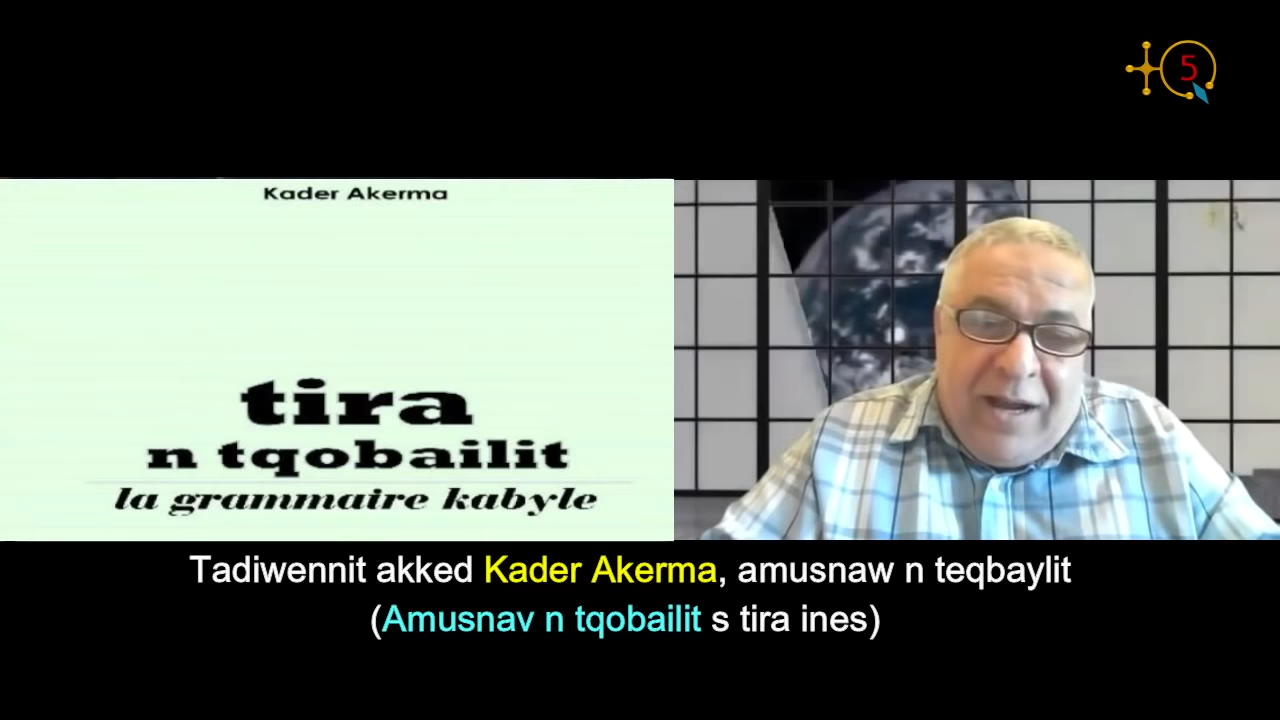 5
Kader Akerma
tira
n tqobailit
la grammaire kabyle
Tadiwennit akked Kader Akerma, amusnaw n teqbaylit
(Amusnav n tqobailit s tira ines)